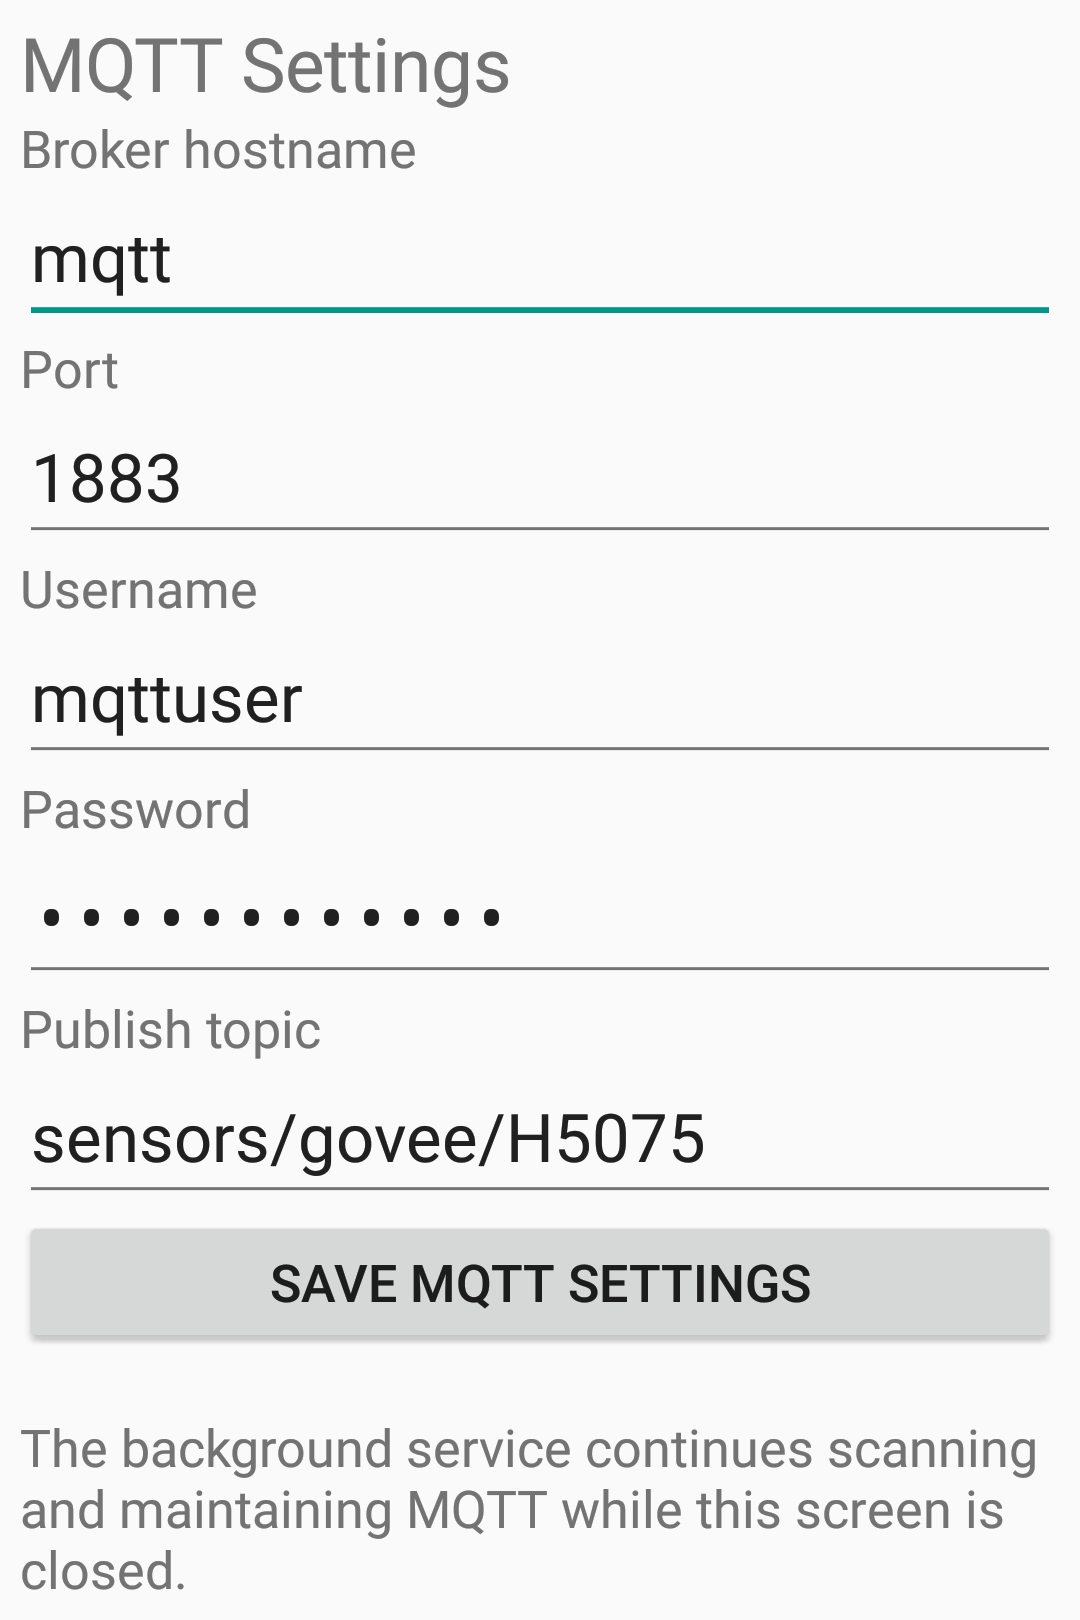 MQTT Settings
Broker hostname
mqtt
Port
1883
Username
mqttuser
Password
••••••••••••
Publish topic
sensors/govee/H5075
SAVE MQTT SETTINGS
The background service continues scanning
and maintaining MQTT while this screen is
closed.